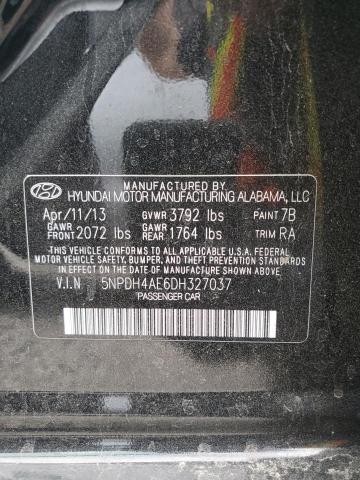 MANUFACTURED BY
HYUNDAI MOTOR MANUFACTURING ALABAMA, LLC
Apr/11/13 GVWR 3792 lbs PAINT 7B
GAWR FRONT 2072 lbs GAWR REAR 1764 lbs TRIM RA
THIS VEHICLE CONFORMS TO ALL APPLICABLE U.S.A. FEDERAL
MOTOR VEHICLE SAFETY, BUMPER, AND THEFT PREVENTION STANDARDS
IN EFFECT ON THE DATE OF MANUFACTURE SHOWN ABOVE.
V.I.N 5NPDH4AE6DH327037
PASSENGER CAR